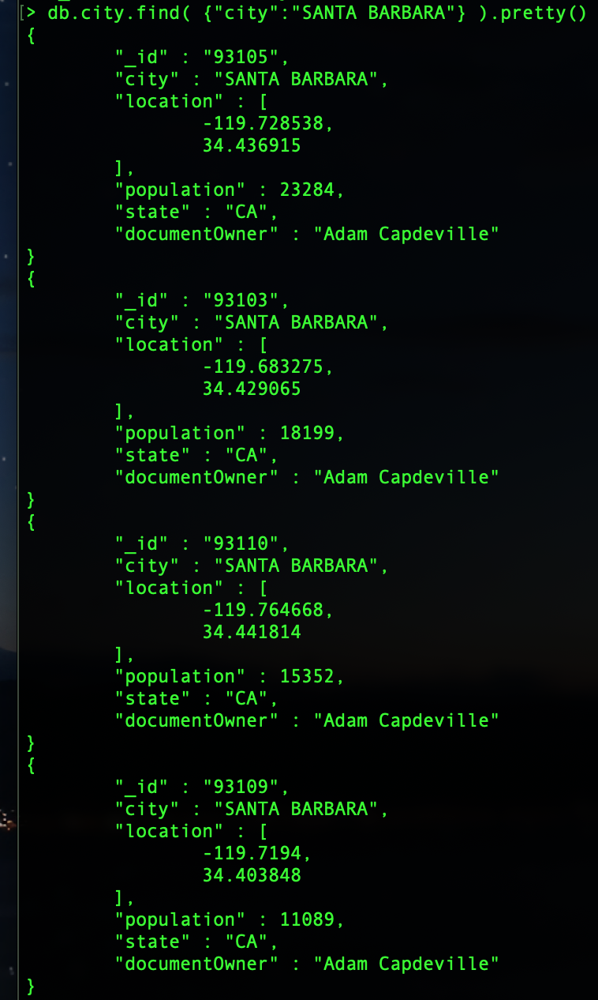 [> db.city.find( {"city":"SANTA BARBARA"} ).pretty()
{
        "_id" : "93105",
        "city" : "SANTA BARBARA",
        "location" : [
                -119.728538,
                34.436915
        ],
        "population" : 23284,
        "state" : "CA",
        "documentOwner" : "Adam Capdeville"
}
{
        "_id" : "93103",
        "city" : "SANTA BARBARA",
        "location" : [
                -119.683275,
                34.429065
        ],
        "population" : 18199,
        "state" : "CA",
        "documentOwner" : "Adam Capdeville"
}
{
        "_id" : "93110",
        "city" : "SANTA BARBARA",
        "location" : [
                -119.764668,
                34.441814
        ],
        "population" : 15352,
        "state" : "CA",
        "documentOwner" : "Adam Capdeville"
}
{
        "_id" : "93109",
        "city" : "SANTA BARBARA",
        "location" : [
                -119.7194,
                34.403848
        ],
        "population" : 11089,
        "state" : "CA",
        "documentOwner" : "Adam Capdeville"
}